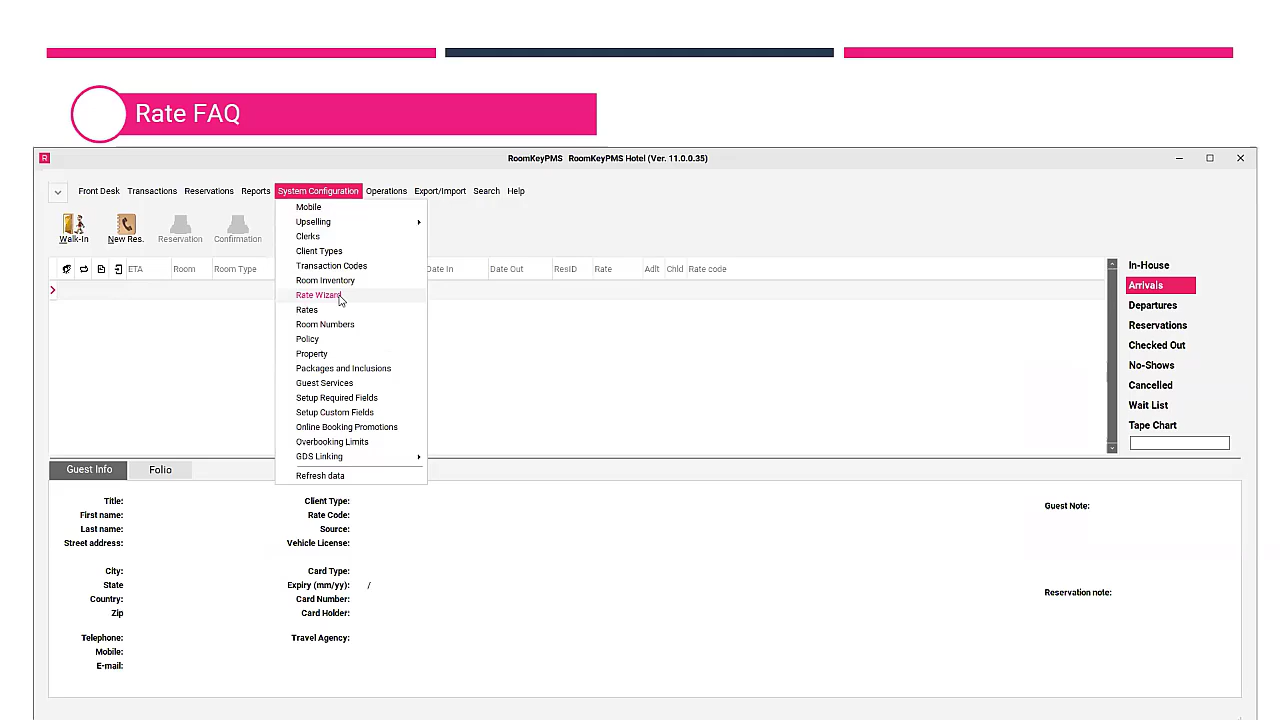 Rate FAQ
R
RoomKeyPMS RoomKeyPMS Hotel (Ver. 11.0.0.35)
Front Desk Transactions Reservations Reports System Configuration Operations Export/Import Search Help
Walk-In New Res. Reservation Confirmation
Mobile
Upselling
Clerks
Client Types
Transaction Codes
Room Inventory
Rate Wizard
Rates
Room Numbers
Policy
Property
Packages and Inclusions
Guest Services
Setup Required Fields
Setup Custom Fields
Online Booking Promotions
Overbooking Limits
GDS Linking
Refresh data
ETA Room Room Type Date In Date Out ResID Rate Adlt Chld Rate code
In-House
Arrivals
Departures
Reservations
Checked Out
No-Shows
Cancelled
Wait List
Tape Chart
Guest Info Folio
Title:
First name:
Last name:
Street address:
City:
State
Country:
Zip
Telephone:
Mobile:
E-mail:
Client Type:
Rate Code:
Source:
Vehicle License:
Card Type:
Expiry (mm/yy): /
Card Number:
Card Holder:
Travel Agency:
Guest Note:
Reservation note: